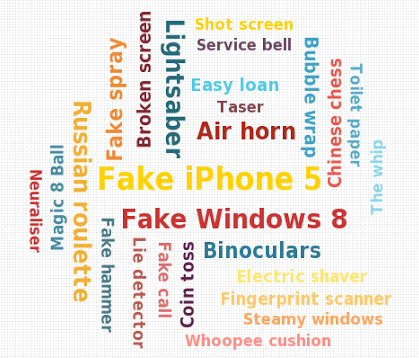 Shot screen
Service bell
Broken screen
Lightsaber
Fake spray
Bubble wrap
Chinese chess
Toilet paper
Easy loan
Taser
Air horn
The whip
Russian roulette
Magic 8 Ball
Neuraliser
Fake iPhone 5
Fake Windows 8
Fake hammer
Lie detector
Fake call
Coin toss
Binoculars
Electric shaver
Fingerprint scanner
Steamy windows
Whoopee cushion